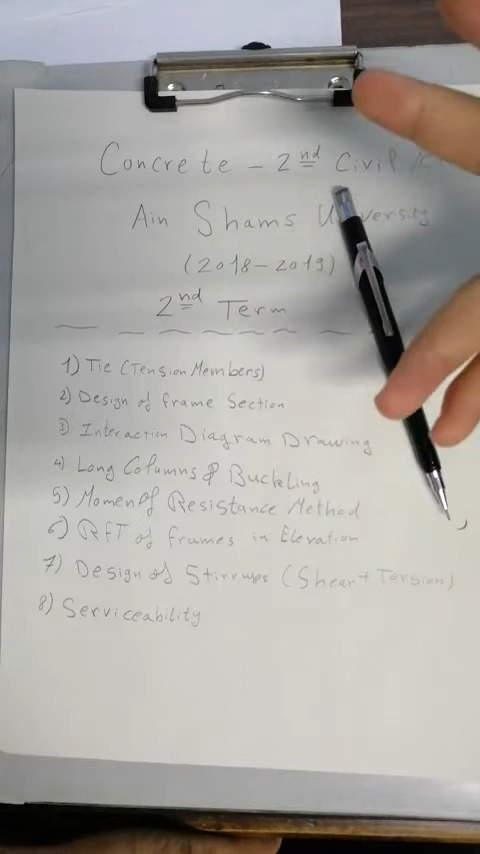 Concrete - 2nd Civil
Ain Shams University
(2018-2019)
2nd Term
1) Tie (Tension Members)
2) Design of frame Section
3) Interaction Diagram Drawing
4) Long Columns & Buckling
5) Moment of Resistance Method
6) RFT of frames in Elevation
7) Design of Stirrups (Shear + Torsion)
8) Serviceability